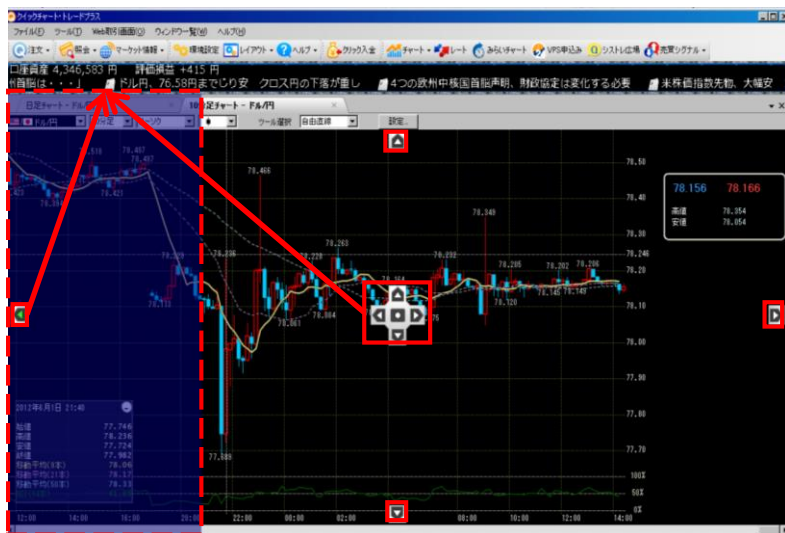 クイックチャート・トレードプラス
ファイル(F) ツール(T) Web取引画面(O) ウィンドウ一覧(W) ヘルプ(H)
注文 照会 マーケット情報 環境設定 レイアウト ヘルプ クリック入金 チャート レート みらいチャート VPS申込み シストレ広場 売買シグナル
口座資産 4,346,583 円 評価損益 +415 円
州首脳は・・・」 ドル円、76.58円までじり安 クロス円の下落が重し 4つの欧州中核国首脳声明、財政協定は変化する必要 米株価指数先物、大幅安
日足チャート - ドル/円 足チャート - ドル/円
ドル/円 分足 ツール選択 自由直線 設定..
78.466
78.349
78.263
78.228
78.232
78.285
78.202
78.206
78.236
78.061
78.084
78.120
78.145
78.149
77.689
78.50
78.40
78.30
78.246
78.20
78.10
78.00
77.90
77.80
77.70
100%
50%
0%
78.156 78.166
高値 78.354
安値 78.054
2012年6月1日 21:40
始値 77.746
高値 78.236
安値 77.724
終値 77.982
移動平均(5本) 78.06
移動平均(21本) 78.17
移動平均(50本) 78.33
12:00 14:00 16:00 20:00 22:00 00:00 02:00 08:00 10:00 12:00 14:00